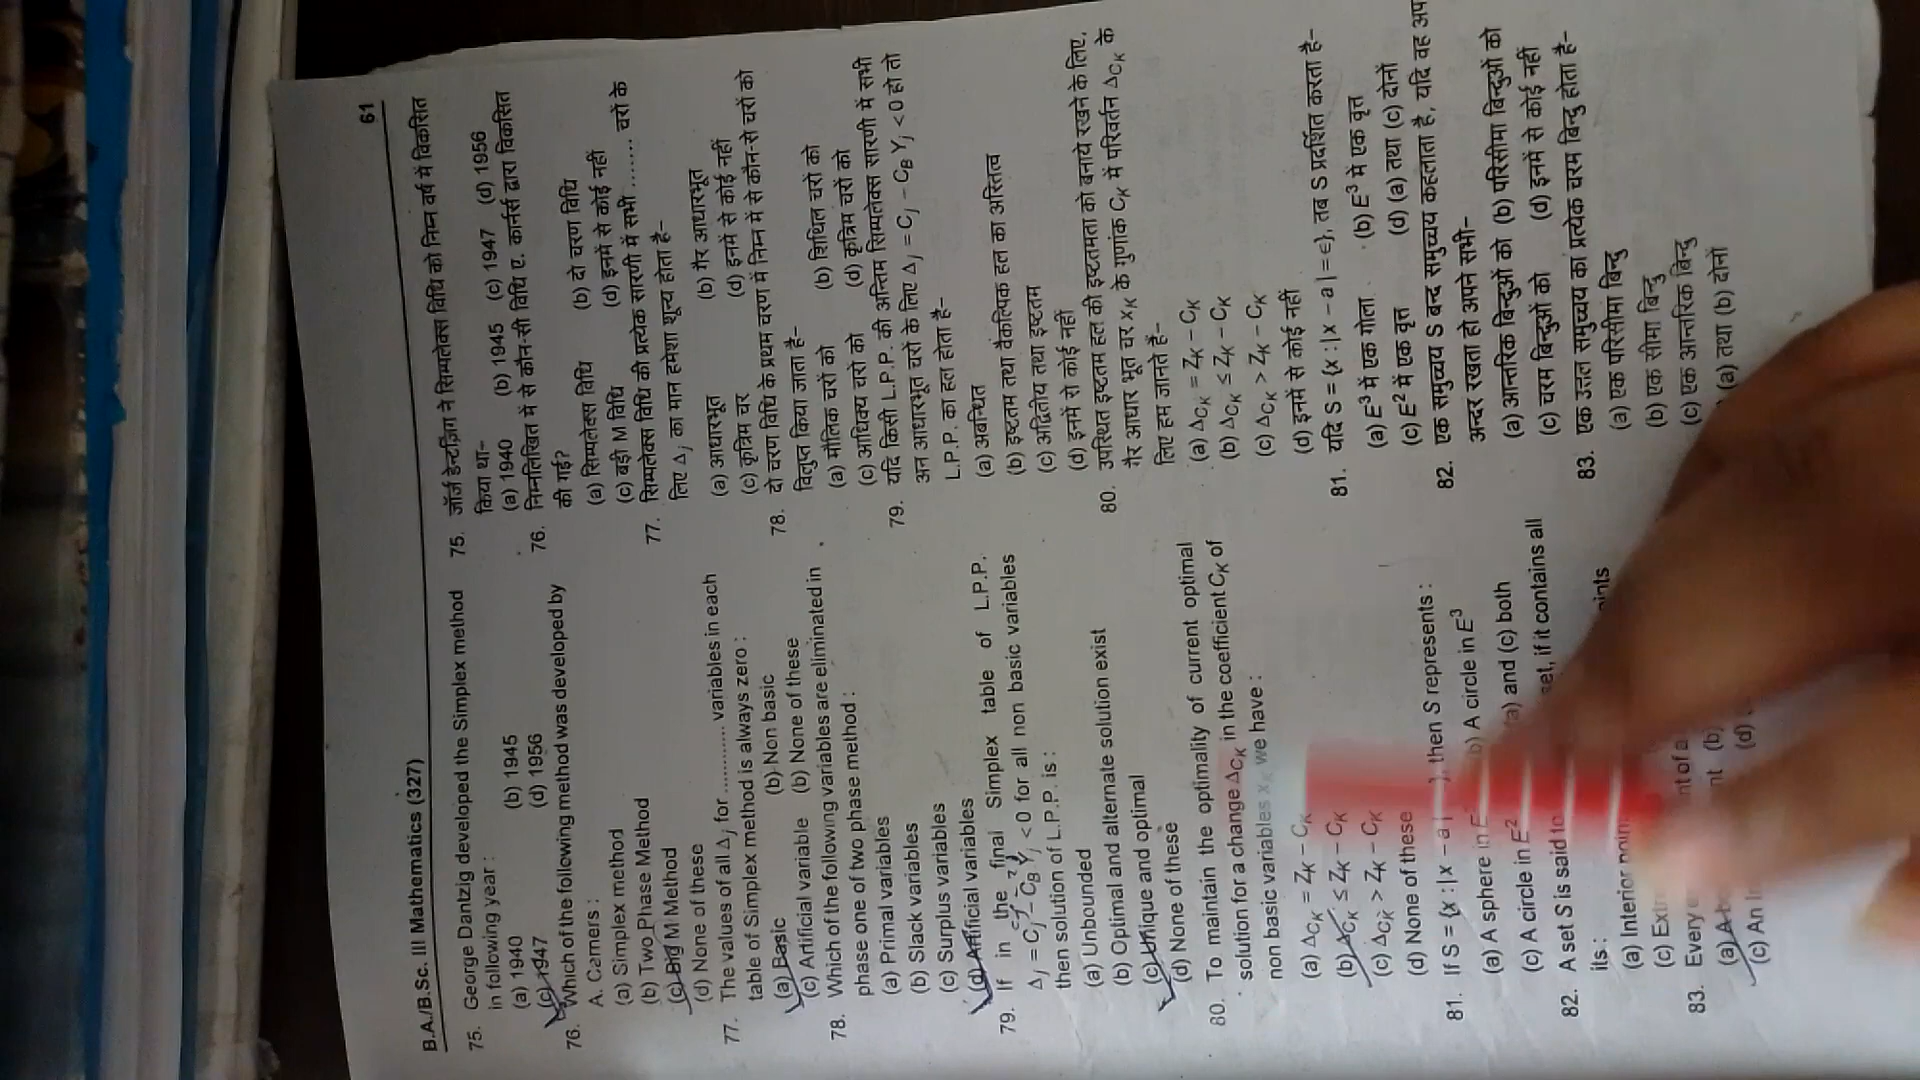 B.A./B.Sc. III Mathematics (327)
61
75. George Dantzig developed the Simplex method
in following year :
(a) 1940 (b) 1945
(c) 1947 (d) 1956
76. Which of the following method was developed by
A. Carners :
(a) Simplex method
(b) Two Phase Method
(c) Big M Method
(d) None of these
77. The values of all Δj for ............ variables in each
table of Simplex method is always zero :
(a) Basic (b) Non basic
(c) Artificial variable (b) None of these
78. Which of the following variables are eliminated in
phase one of two phase method :
(a) Primal variables
(b) Slack variables
(c) Surplus variables
(d) Artificial variables
79. If in the final Simplex table of L.P.P.
Δj = Cj − CB Yj < 0 for all non basic variables
then solution of L.P.P. is :
(a) Unbounded
(b) Optimal and alternate solution exist
(c) Unique and optimal
(d) None of these
80. To maintain the optimality of current optimal
solution for a change ΔCK in the coefficient CK of
non basic variables xK we have :
(a) ΔCK = ZK − CK
(b) ΔCK ≤ ZK − CK
(c) ΔCK > ZK − CK
(d) None of these
81. If S = {x : |x − a| }, then S represents :
(a) A sphere in (b) A circle in E³
(c) A circle in E² (a) and (c) both
82. A set S is said to set, if it contains all
its :
(a) Interior
(c)
83. Every
(a) (b)
(c) An (d)
75. जॉर्ज डेन्टज़िग ने सिम्पलेक्स विधि को निम्न वर्ष में विकसित
किया था–
(a) 1940 (b) 1945 (c) 1947 (d) 1956
76. निम्नलिखित में से कौन-सी विधि ए. कार्नर्स द्वारा विकसित
की गई?
(a) सिम्पलेक्स विधि (b) दो चरण विधि
(c) बड़ी M विधि (d) इनमें से कोई नहीं
77. सिम्पलेक्स विधि की प्रत्येक सारणी में सभी ....... चरों के
लिए Δj का मान हमेशा शून्य होता है–
(a) आधारभूत (b) गैर आधारभूत
(c) कृत्रिम चर (d) इनमें से कोई नहीं
78. दो चरण विधि के प्रथम चरण में निम्न में से कौन-से चरों को
विलुप्त किया जाता है–
(a) मौलिक चरों को (b) शिथिल चरों को
(c) आधिक्य चरों को (d) कृत्रिम चरों को
79. यदि किसी L.P.P. की अन्तिम सिम्पलेक्स सारणी में सभी
अन आधारभूत चरों के लिए Δj = Cj − CB Yj < 0 हो तो
L.P.P. का हल होता है–
(a) अबन्धित
(b) इष्टतम तथा वैकल्पिक हल का अस्तित्व
(c) अद्वितीय तथा इष्टतम
(d) इनमें से कोई नहीं
80. उपस्थित इष्टतम हल की इष्टतमता को बनाये रखने के लिए,
गैर आधार भूत चर xK के गुणांक CK में परिवर्तन ΔCK के
लिए हम जानते हैं–
(a) ΔCK = ZK − CK
(b) ΔCK ≤ ZK − CK
(c) ΔCK > ZK − CK
(d) इनमें से कोई नहीं
81. यदि S = {x : |x − a| = ∈}, तब S प्रदर्शित करता है–
(a) E³ में एक गोला (b) E³ में एक वृत्त
(c) E² में एक वृत्त (d) (a) तथा (c) दोनों
82. एक समुच्चय S बन्द समुच्चय कहलाता है, यदि वह अप
अन्दर रखता हो अपने सभी–
(a) आन्तरिक बिन्दुओं को (b) परिसीमा बिन्दुओं को
(c) चरम बिन्दुओं को (d) इनमें से कोई नहीं
83. एक उत्तल समुच्चय का प्रत्येक चरम बिन्दु होता है–
(a) एक परिसीमा बिन्दु
(b) एक सीमा बिन्दु
(c) एक आन्तरिक बिन्दु
(a) तथा (b) दोनों